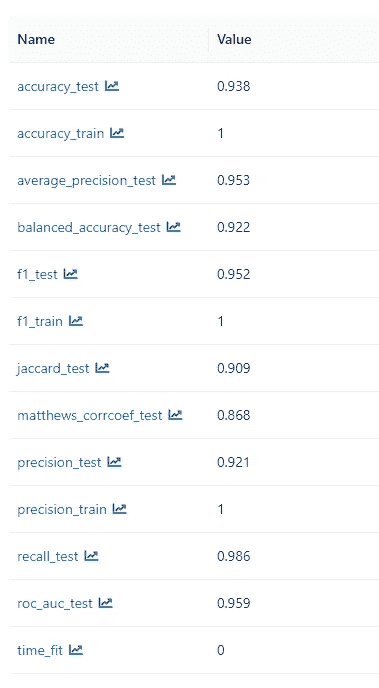 Name Value
accuracy_test 0.938
accuracy_train 1
average_precision_test 0.953
balanced_accuracy_test 0.922
f1_test 0.952
f1_train 1
jaccard_test 0.909
matthews_corrcoef_test 0.868
precision_test 0.921
precision_train 1
recall_test 0.986
roc_auc_test 0.959
time_fit 0